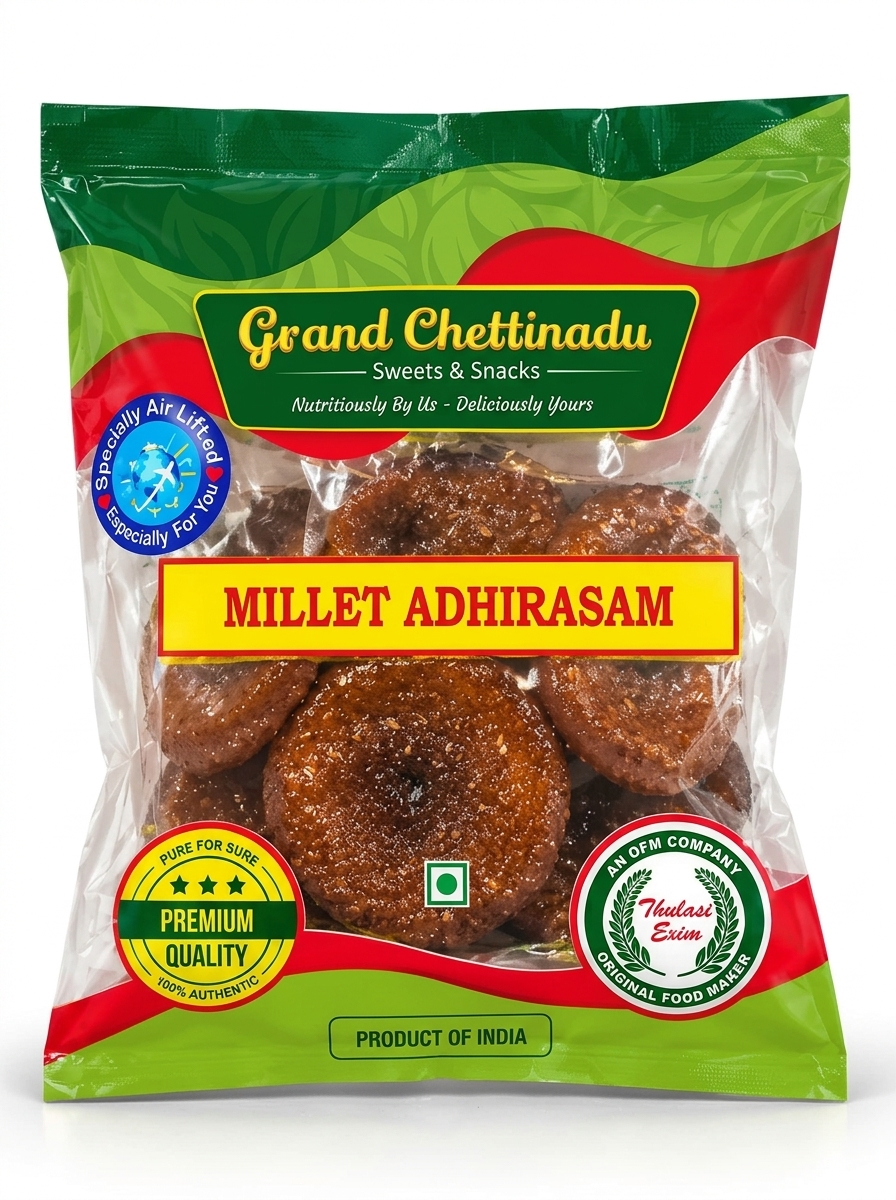 Grand Chettinadu
Sweets & Snacks
Nutritiously By Us - Deliciously Yours
Specially Air Lifted
Especially For You
MILLET ADHIRASAM
PURE FOR SURE
PREMIUM
QUALITY
100% AUTHENTIC
AN OFM COMPANY
Thulasi
Exim
ORIGINAL FOOD MAKER
PRODUCT OF INDIA